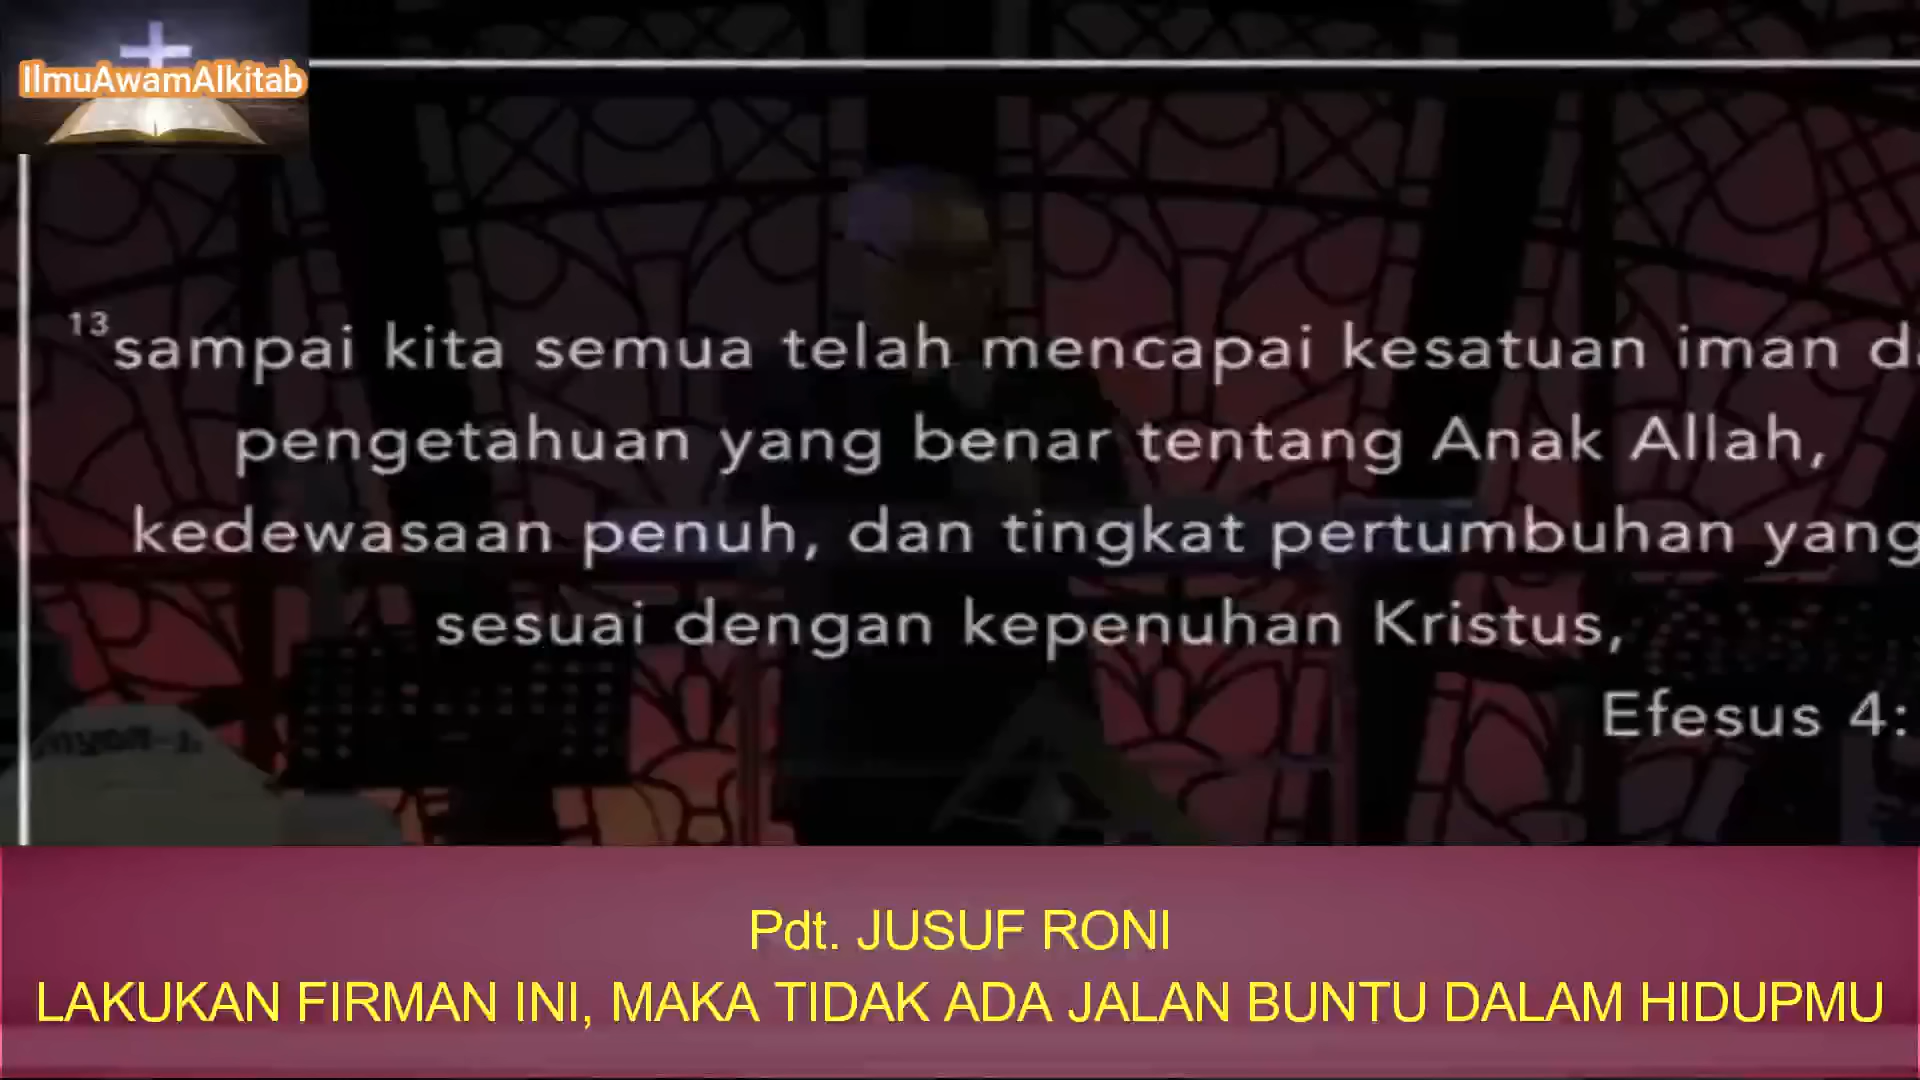 IlmuAwamAlkitab
13 sampai kita semua telah mencapai kesatuan iman
pengetahuan yang benar tentang Anak Allah,
kedewasaan penuh, dan tingkat pertumbuhan yang
sesuai dengan kepenuhan Kristus,
Efesus 4:
Pdt. JUSUF RONI
LAKUKAN FIRMAN INI, MAKA TIDAK ADA JALAN BUNTU DALAM HIDUPMU